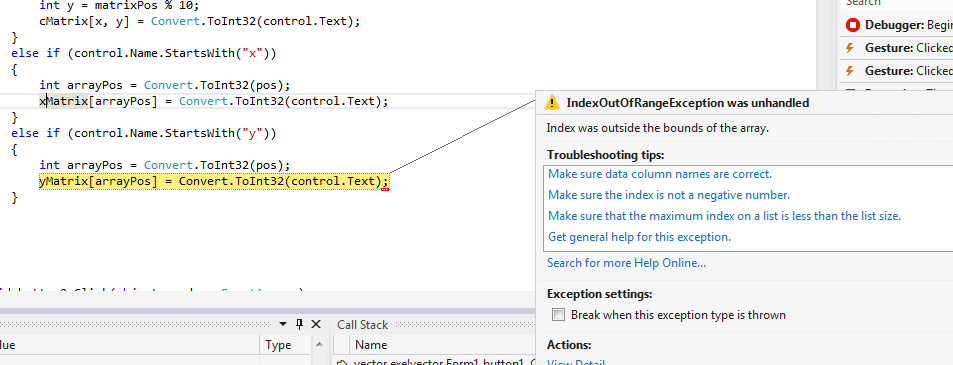 int y = matrixPos % 10;
cMatrix[x, y] = Convert.ToInt32(control.Text);
}
else if (control.Name.StartsWith("x"))
{
int arrayPos = Convert.ToInt32(pos);
xMatrix[arrayPos] = Convert.ToInt32(control.Text);
}
else if (control.Name.StartsWith("y"))
{
int arrayPos = Convert.ToInt32(pos);
yMatrix[arrayPos] = Convert.ToInt32(control.Text);
}
Search
Debugger: Begin
Gesture: Clicked
Gesture: Clicked
IndexOutOfRangeException was unhandled
Index was outside the bounds of the array.
Troubleshooting tips:
Make sure data column names are correct.
Make sure the index is not a negative number.
Make sure that the maximum index on a list is less than the list size.
Get general help for this exception.
Search for more Help Online...
Exception settings:
Break when this exception type is thrown
Actions:
View Detail
lue Type
Call Stack
Name
vector.exe!vector.Form1.button1_C